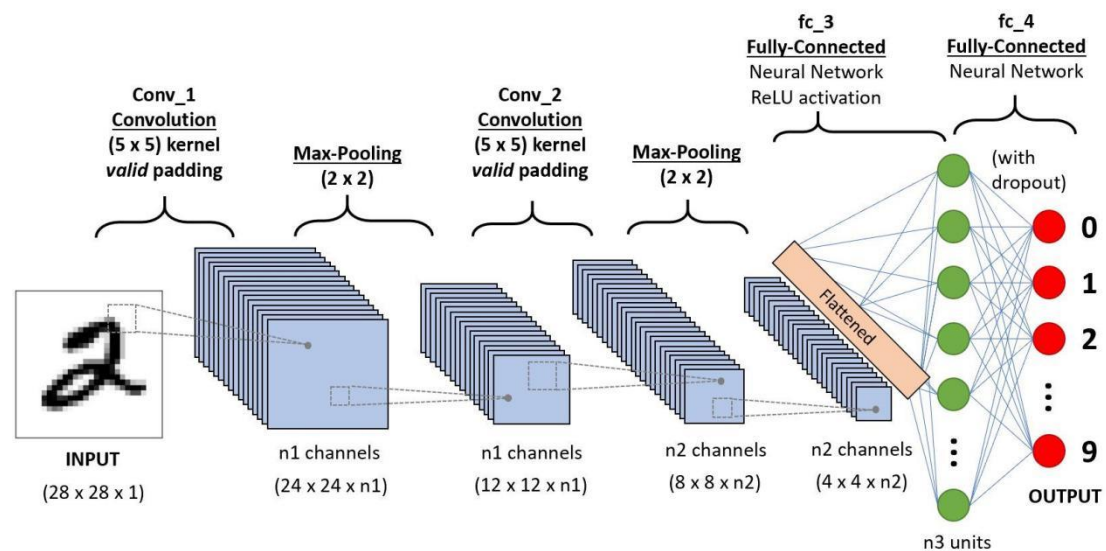 Conv_1
Convolution
(5 x 5) kernel
valid padding
Max-Pooling
(2 x 2)
Conv_2
Convolution
(5 x 5) kernel
valid padding
Max-Pooling
(2 x 2)
fc_3
Fully-Connected
Neural Network
ReLU activation
fc_4
Fully-Connected
Neural Network
(with
dropout)
2
INPUT
(28 x 28 x 1)
n1 channels
(24 x 24 x n1)
n1 channels
(12 x 12 x n1)
n2 channels
(8 x 8 x n2)
n2 channels
(4 x 4 x n2)
Flattened
n3 units
0
1
2
9
OUTPUT